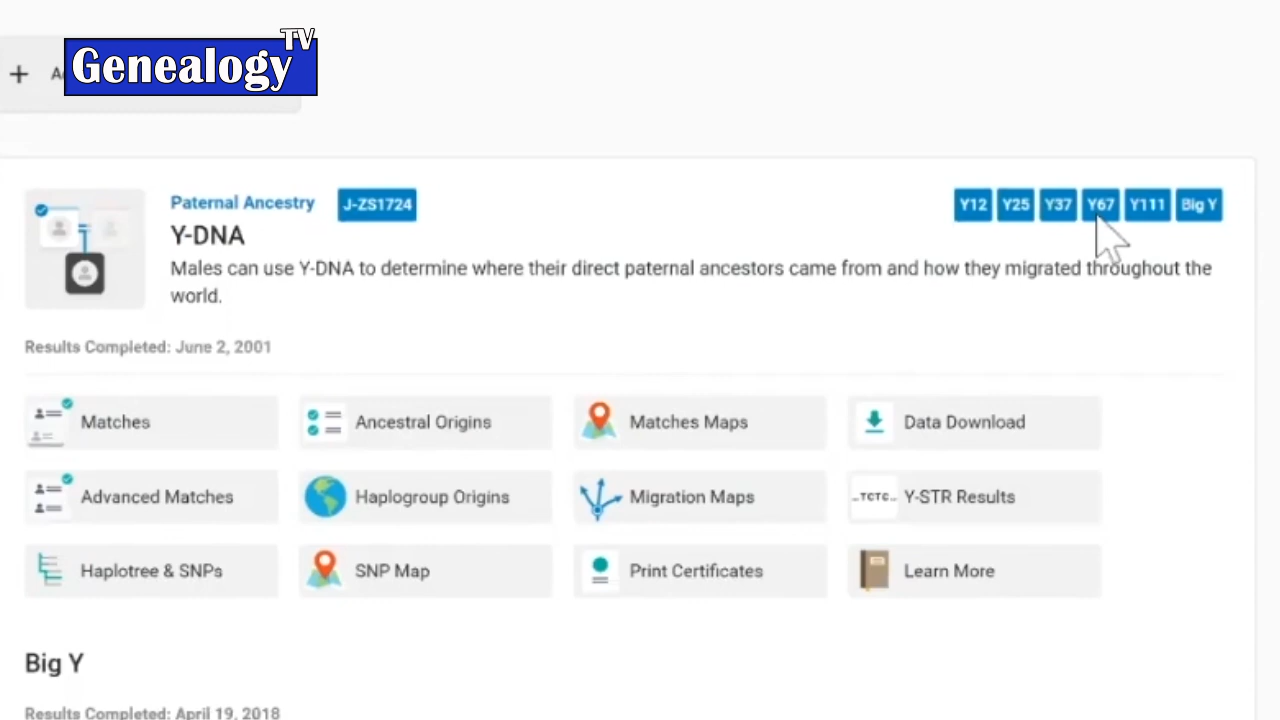 Genealogy TV
Paternal Ancestry J-ZS1724 Y12 Y25 Y37 Y67 Y111 Big Y
Y-DNA
Males can use Y-DNA to determine where their direct paternal ancestors came from and how they migrated throughout the
world.
Results Completed: June 2, 2001
Matches Ancestral Origins Matches Maps Data Download
Advanced Matches Haplogroup Origins Migration Maps ...TCTC... Y-STR Results
Haplotree & SNPs SNP Map Print Certificates Learn More
Big Y
Results Completed: April 19, 2018